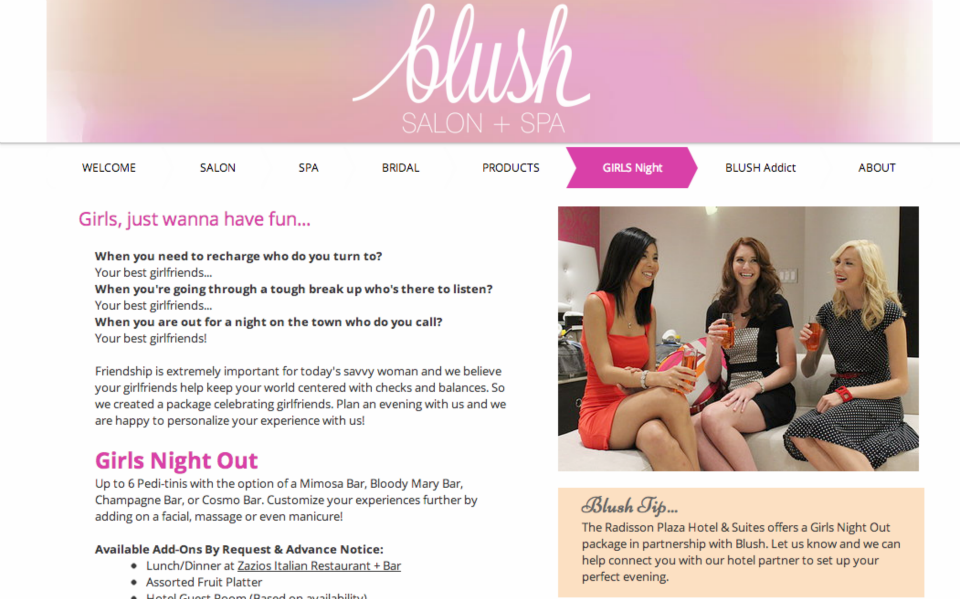 blush
SALON + SPA
WELCOME
SALON
SPA
BRIDAL
PRODUCTS
GIRLS Night
BLUSH Addict
ABOUT
Girls, just wanna have fun...
When you need to recharge who do you turn to?
Your best girlfriends...
When you're going through a tough break up who's there to listen?
Your best girlfriends...
When you are out for a night on the town who do you call?
Your best girlfriends!
Friendship is extremely important for today's savvy woman and we believe
your girlfriends help keep your world centered with checks and balances. So
we created a package celebrating girlfriends. Plan an evening with us and we
are happy to personalize your experience with us!
Girls Night Out
Up to 6 Pedi-tinis with the option of a Mimosa Bar, Bloody Mary Bar,
Champagne Bar, or Cosmo Bar. Customize your experiences further by
adding on a facial, massage or even manicure!
Available Add-Ons By Request & Advance Notice:
• Lunch/Dinner at Zazios Italian Restaurant + Bar
• Assorted Fruit Platter
• Hotel Guest Room (Based on availability)
Blush Tip...
The Radisson Plaza Hotel & Suites offers a Girls Night Out
package in partnership with Blush. Let us know and we can
help connect you with our hotel partner to set up your
perfect evening.